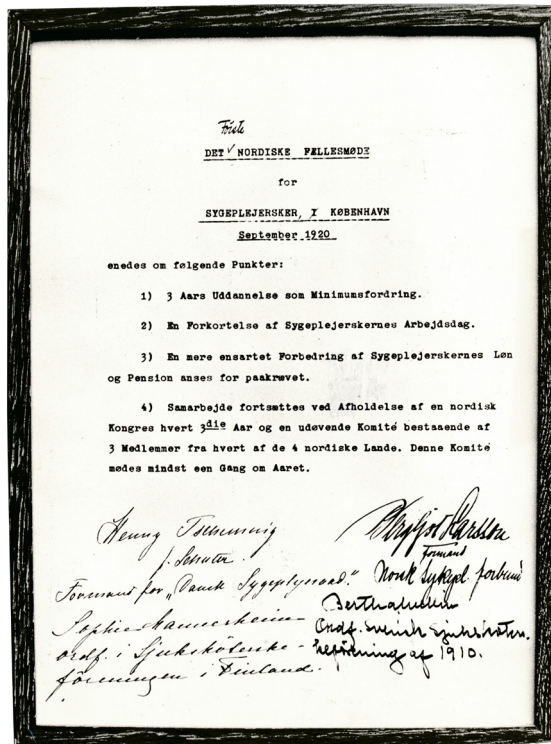 Første
DET ✓ NORDISKE FÆLLESMØDE
for
SYGEPLEJERSKER, I KØBENHAVN
September 1920
enedes om følgende Punkter:
1) 3 Aars Uddannelse som Minimumsfordring.
2) En Forkortelse af Sygeplejerskernes Arbejdsdag.
3) En mere ensartet Forbedring af Sygeplejerskernes Løn
og Pension anses for paakrævet.
4) Samarbejde fortsættes ved Afholdelse af en nordisk
Kongres hvert 3die Aar og en udøvende Komité bestaaende af
3 Medlemmer fra hvert af de 4 nordiske Lande. Denne Komité
mødes mindst een Gang om Aaret.
Henny Tscherning
f. Schrøter
Formand for „Dansk Sygeplejeraad."
Sophie Mannerheim
ordf. i Sjuksköterske-
föreningen i Finland.
Bergljot Larsson
formand
Norsk Sykepl. forbund
Bertha Wellin
Ordf. Svensk Sjuksköterske-
förening af 1910.